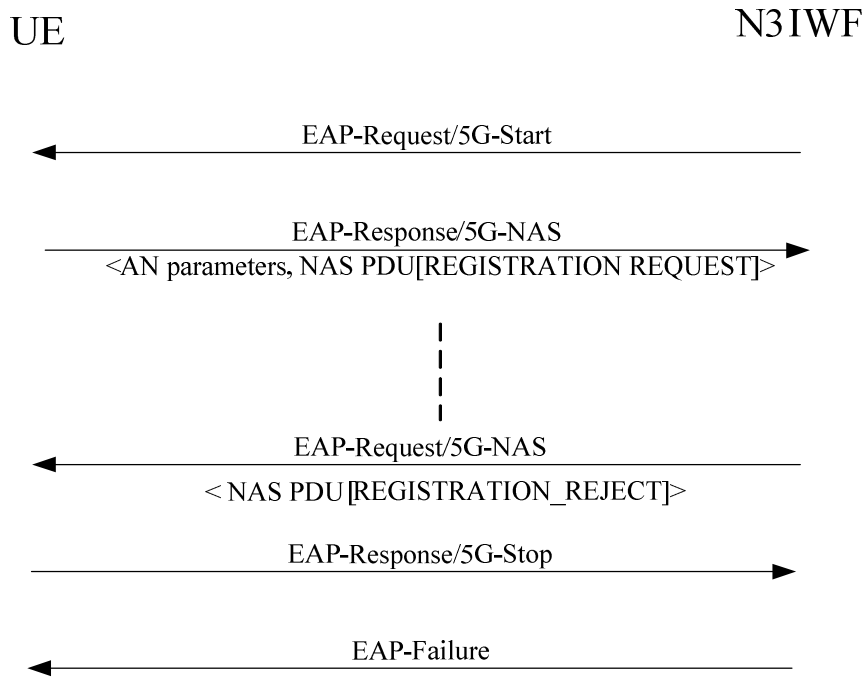 UE
N3IWF
EAP-Request/5G-Start
EAP-Response/5G-NAS
<AN parameters, NAS PDU[REGISTRATION REQUEST]>
EAP-Request/5G-NAS
< NAS PDU[REGISTRATION_REJECT]>
EAP-Response/5G-Stop
EAP-Failure